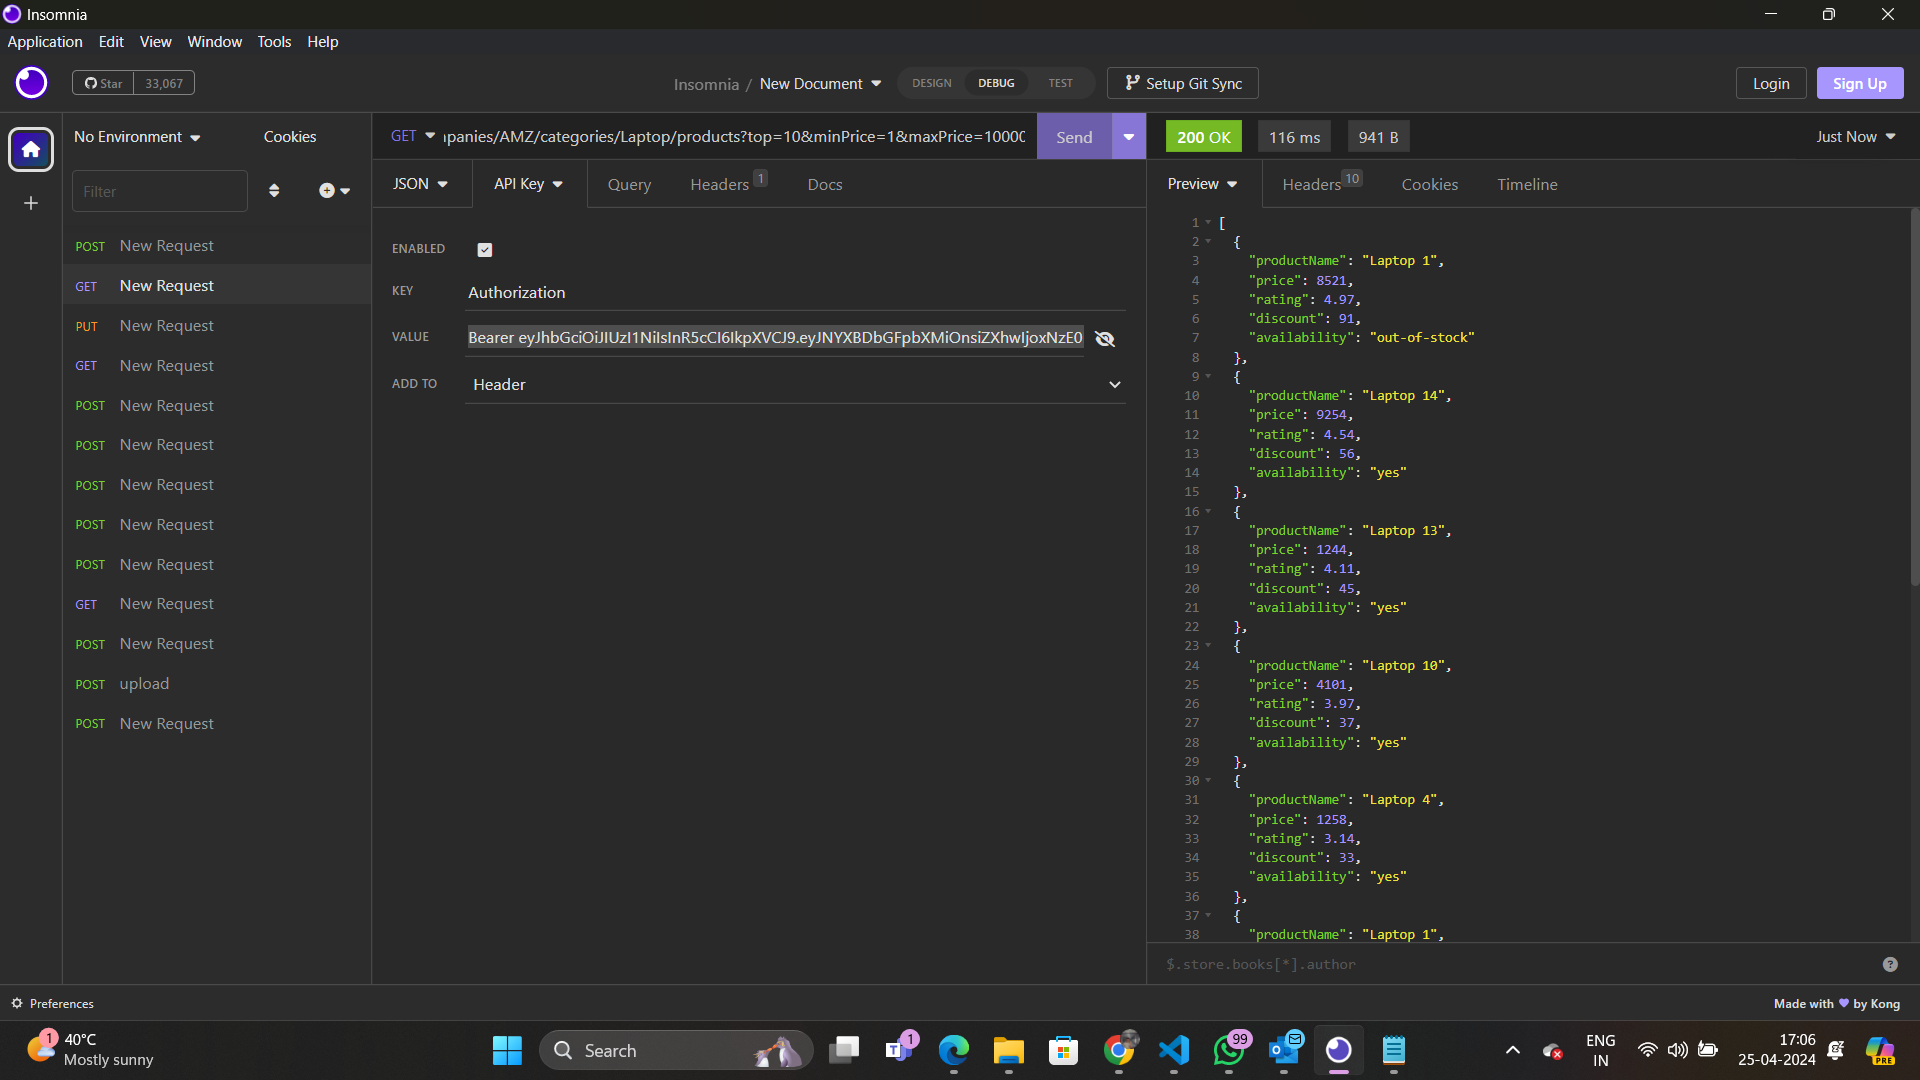 Insomnia
Application Edit View Window Tools Help
Star 33,067
Insomnia / New Document
DESIGN DEBUG TEST
Setup Git Sync
Login
Sign Up
No Environment
Cookies
Filter
POST New Request
GET New Request
PUT New Request
GET New Request
POST New Request
POST New Request
POST New Request
POST New Request
POST New Request
GET New Request
POST New Request
POST upload
POST New Request
GET
panies/AMZ/categories/Laptop/products?top=10&minPrice=1&maxPrice=1000
Send
JSON
API Key
Query
Headers 1
Docs
ENABLED
KEY
Authorization
VALUE
Bearer eyJhbGciOiJIUzI1NiIsInR5cCI6IkpXVCJ9.eyJNYXBDbGFpbXMiOnsiZXhwIjoxNzE0
ADD TO
Header
200 OK
116 ms
941 B
Just Now
Preview
Headers 10
Cookies
Timeline
1 [
2 {
3 "productName": "Laptop 1",
4 "price": 8521,
5 "rating": 4.97,
6 "discount": 91,
7 "availability": "out-of-stock"
8 },
9 {
10 "productName": "Laptop 14",
11 "price": 9254,
12 "rating": 4.54,
13 "discount": 56,
14 "availability": "yes"
15 },
16 {
17 "productName": "Laptop 13",
18 "price": 1244,
19 "rating": 4.11,
20 "discount": 45,
21 "availability": "yes"
22 },
23 {
24 "productName": "Laptop 10",
25 "price": 4101,
26 "rating": 3.97,
27 "discount": 37,
28 "availability": "yes"
29 },
30 {
31 "productName": "Laptop 4",
32 "price": 1258,
33 "rating": 3.14,
34 "discount": 33,
35 "availability": "yes"
36 },
37 {
38 "productName": "Laptop 1",
$.store.books[*].author
?
Preferences
Made with 💜 by Kong
1
40°C
Mostly sunny
Search
1
99
PRE
ENG
IN
17:06
25-04-2024